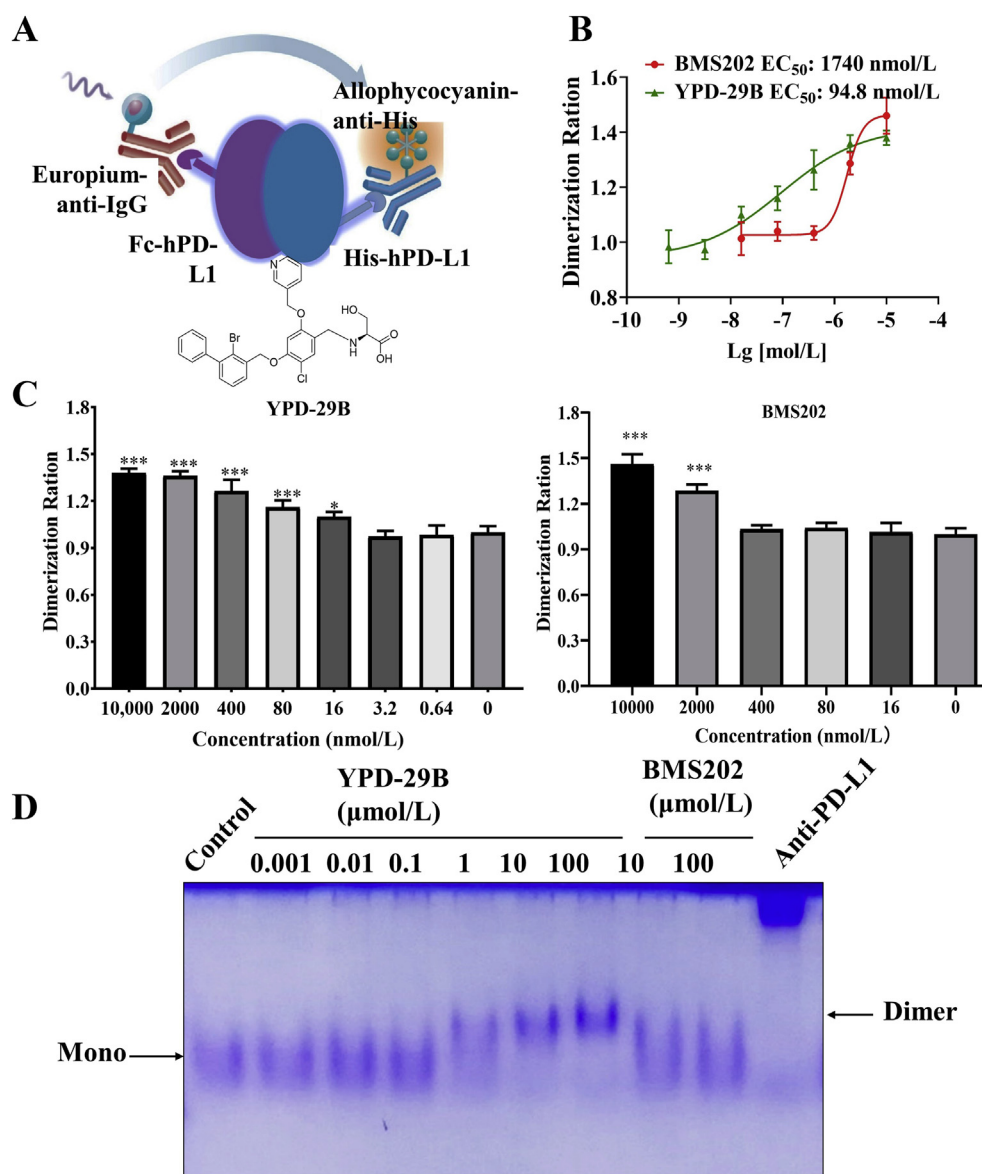 A
Allophycocyanin-
anti-His
Europium-
anti-IgG
Fc-hPD-
L1
His-hPD-L1
N
O
HO
Br
O
N
H
O
OH
Cl
B
BMS202 EC50: 1740 nmol/L
YPD-29B EC50: 94.8 nmol/L
Dimerization Ration
1.6
1.4
1.2
1.0
0.8
-10 -9 -8 -7 -6 -5 -4
Lg [mol/L]
C
YPD-29B
Dimerization Ration
1.8
1.5
1.2
0.9
0.6
0.3
0.0
*** *** *** *** *
10,000 2000 400 80 16 3.2 0.64 0
Concentration (nmol/L)
BMS202
Dimerization Ration
1.8
1.5
1.2
0.9
0.6
0.3
0.0
*** ***
10000 2000 400 80 16 0
Concentration (nmol/L)
D
Control
YPD-29B
(μmol/L)
BMS202
(μmol/L)
Anti-PD-L1
0.001 0.01 0.1 1 10 100 10 100
Mono
Dimer